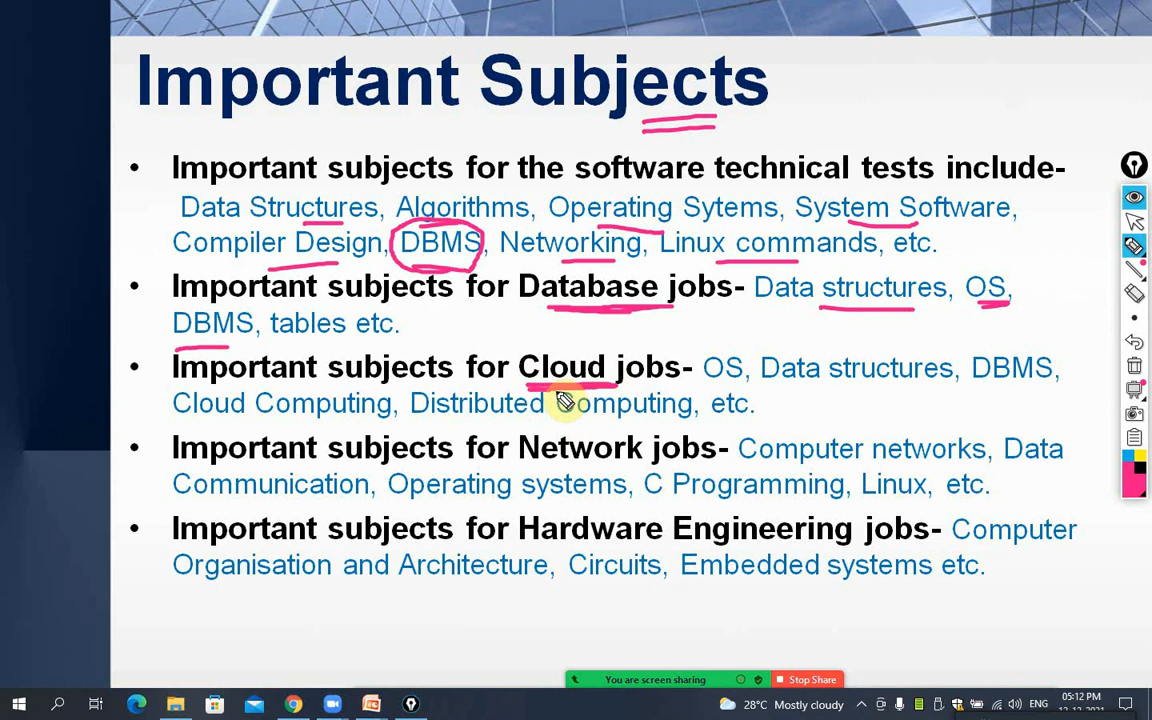 Important Subjects
• Important subjects for the software technical tests include-
Data Structures, Algorithms, Operating Sytems, System Software,
Compiler Design, DBMS, Networking, Linux commands, etc.
• Important subjects for Database jobs- Data structures, OS,
DBMS, tables etc.
• Important subjects for Cloud jobs- OS, Data structures, DBMS,
Cloud Computing, Distributed Computing, etc.
• Important subjects for Network jobs- Computer networks, Data
Communication, Operating systems, C Programming, Linux, etc.
• Important subjects for Hardware Engineering jobs- Computer
Organisation and Architecture, Circuits, Embedded systems etc.
You are screen sharing Stop Share
28°C Mostly cloudy ENG 05:12 PM